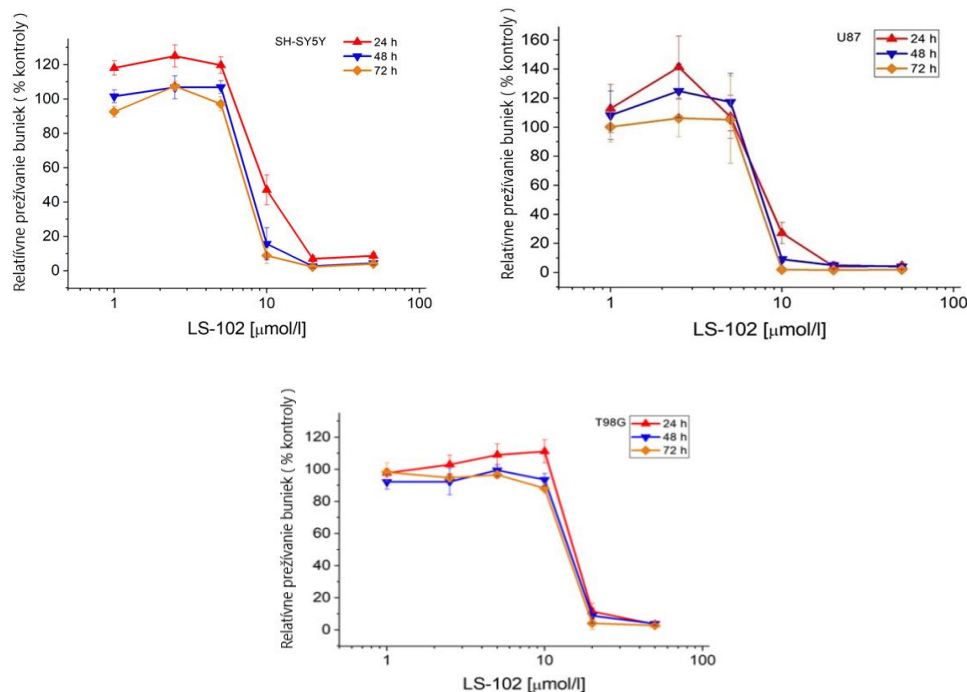 SH-SY5Y
24 h
48 h
72 h
Relatívne prežívanie buniek ( % kontroly )
120
100
80
60
40
20
0
1
10
100
LS-102 [μmol/l]
U87
24 h
48 h
72 h
Relatívne prežívanie buniek ( % kontroly )
160
140
120
100
80
60
40
20
0
1
10
100
LS-102 [μmol/l]
T98G
24 h
48 h
72 h
Relatívne prežívanie buniek ( % kontroly )
120
100
80
60
40
20
0
1
10
100
LS-102 [μmol/l]